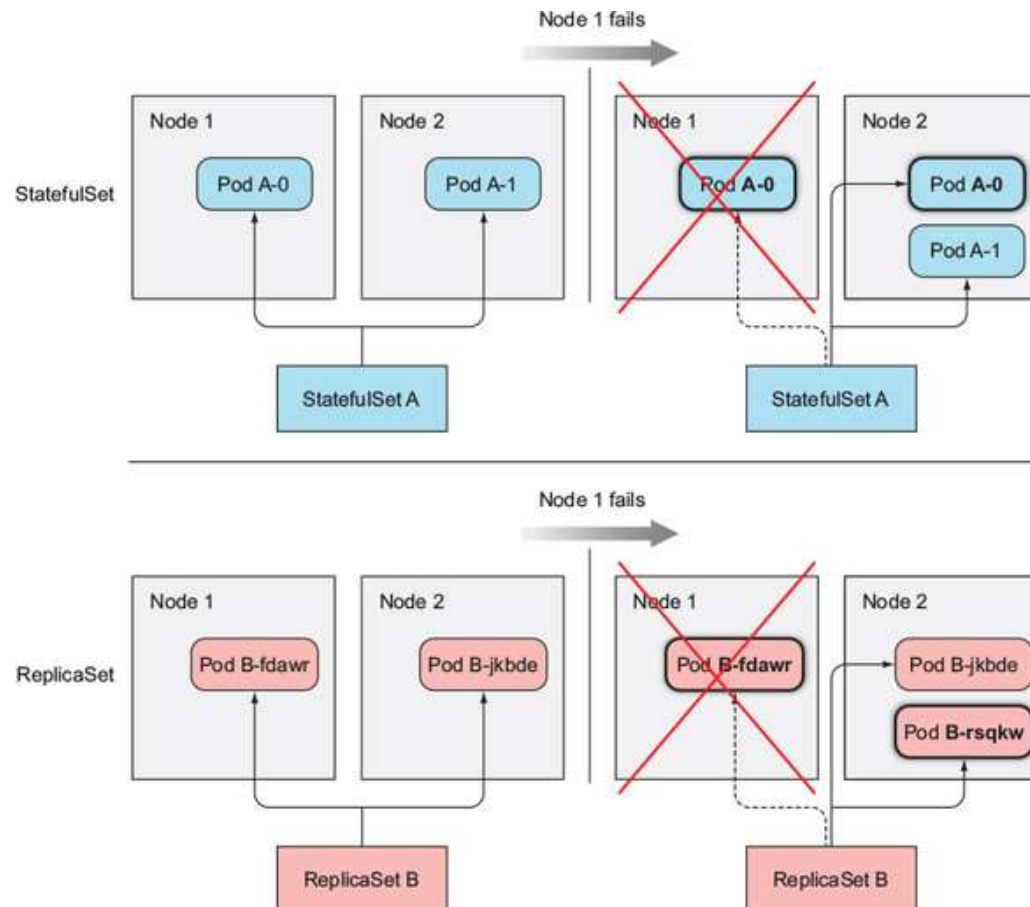 Node 1 fails
Node 1
Node 2
Node 1
Node 2
StatefulSet
Pod A-0
Pod A-1
Pod A-0
Pod A-0
Pod A-1
StatefulSet A
StatefulSet A
Node 1 fails
Node 1
Node 2
Node 1
Node 2
ReplicaSet
Pod B-fdawr
Pod B-jkbde
Pod B-fdawr
Pod B-jkbde
Pod B-rsqkw
ReplicaSet B
ReplicaSet B